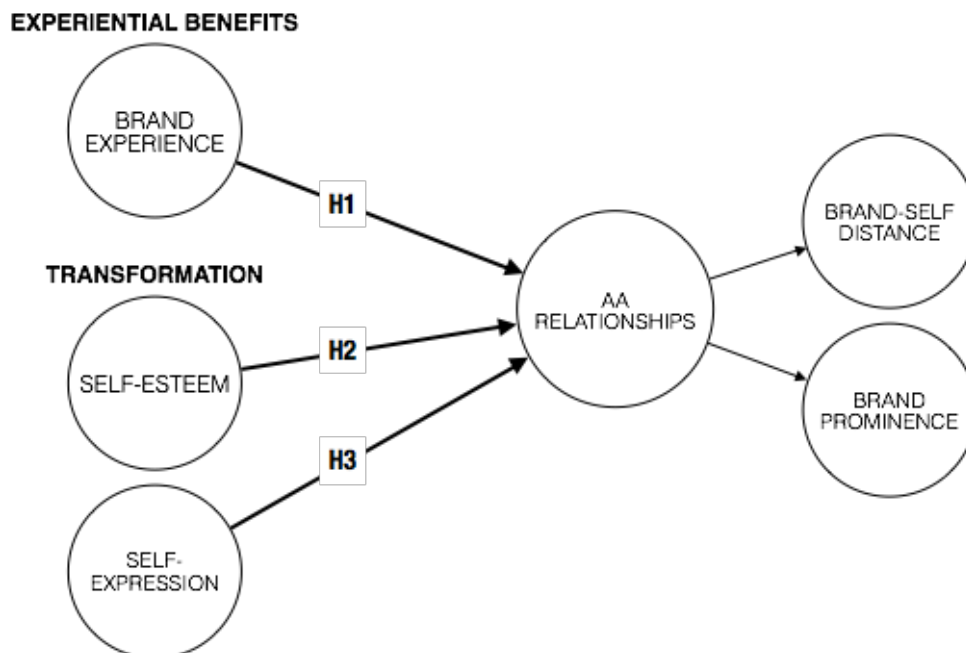 EXPERIENTIAL BENEFITS
BRAND
EXPERIENCE
H1
TRANSFORMATION
SELF-ESTEEM
H2
H3
SELF-
EXPRESSION
AA
RELATIONSHIPS
BRAND-SELF
DISTANCE
BRAND
PROMINENCE